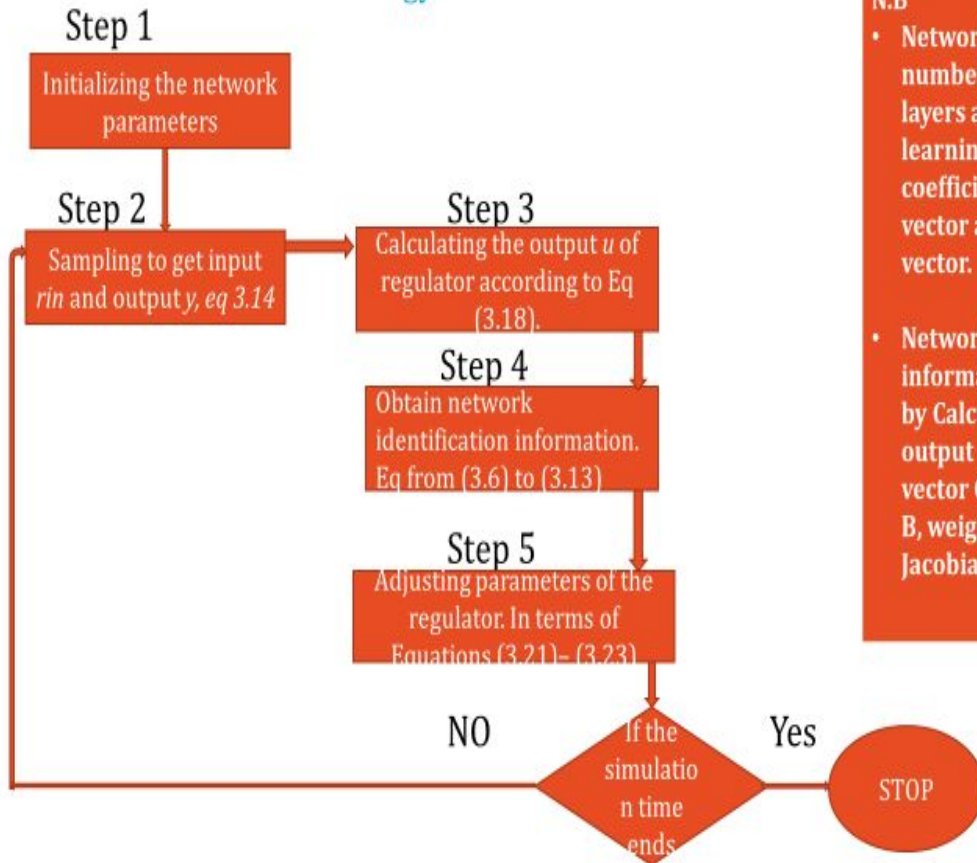 Step 1
Initializing the network
parameters
Step 2
Sampling to get input
rin and output y, eq 3.14
Step 3
Calculating the output u of
regulator according to Eq
(3.18).
Step 4
Obtain network
identification information.
Eq from (3.6) to (3.13)
Step 5
Adjusting parameters of the
regulator. In terms of
Equations (3.21)– (3.23)
NO
If the
simulatio
n time
ends
Yes
STOP
N.B
• Networ
numbe
layers a
learnin
coeffici
vector a
vector.
• Networ
informa
by Calc
output
vector
B, weig
Jacobia